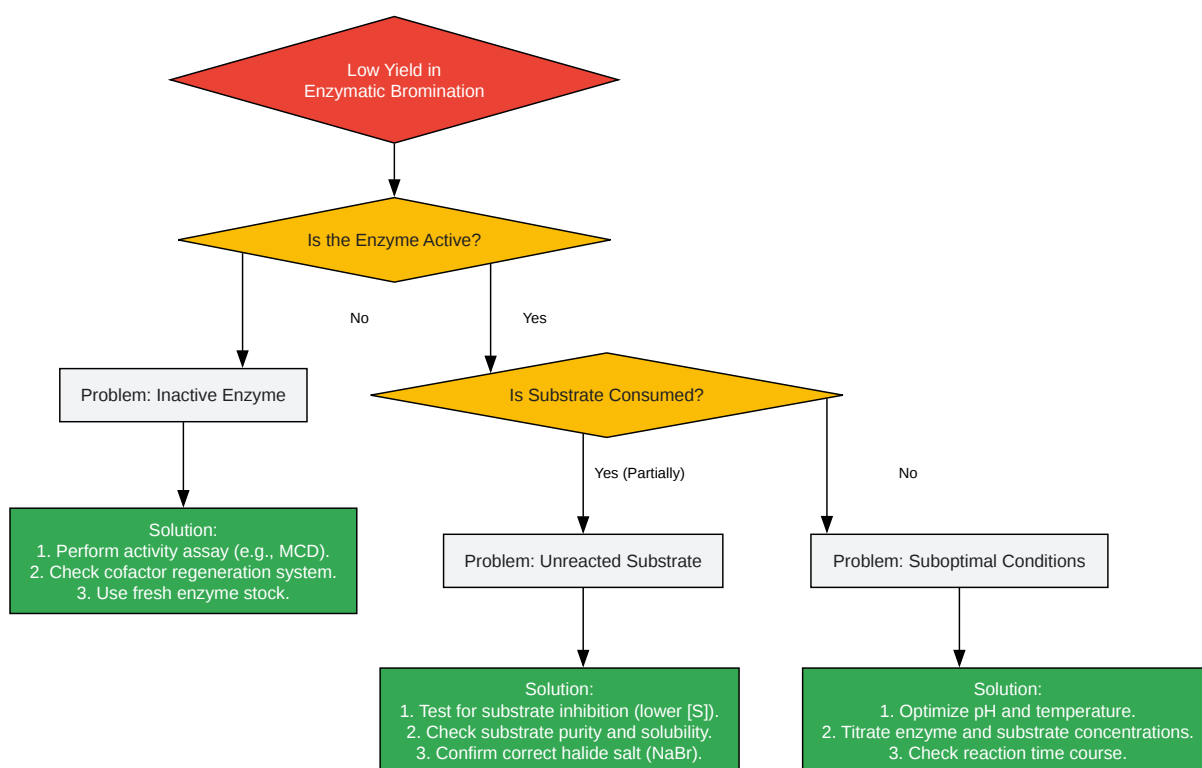 Low Yield in
Enzymatic Bromination
Is the Enzyme Active?
No
Yes
Problem: Inactive Enzyme
Is Substrate Consumed?
Yes (Partially)
No
Solution:
1. Perform activity assay (e.g., MCD).
2. Check cofactor regeneration system.
3. Use fresh enzyme stock.
Problem: Unreacted Substrate
Problem: Suboptimal Conditions
Solution:
1. Test for substrate inhibition (lower [S]).
2. Check substrate purity and solubility.
3. Confirm correct halide salt (NaBr).
Solution:
1. Optimize pH and temperature.
2. Titrate enzyme and substrate concentrations.
3. Check reaction time course.